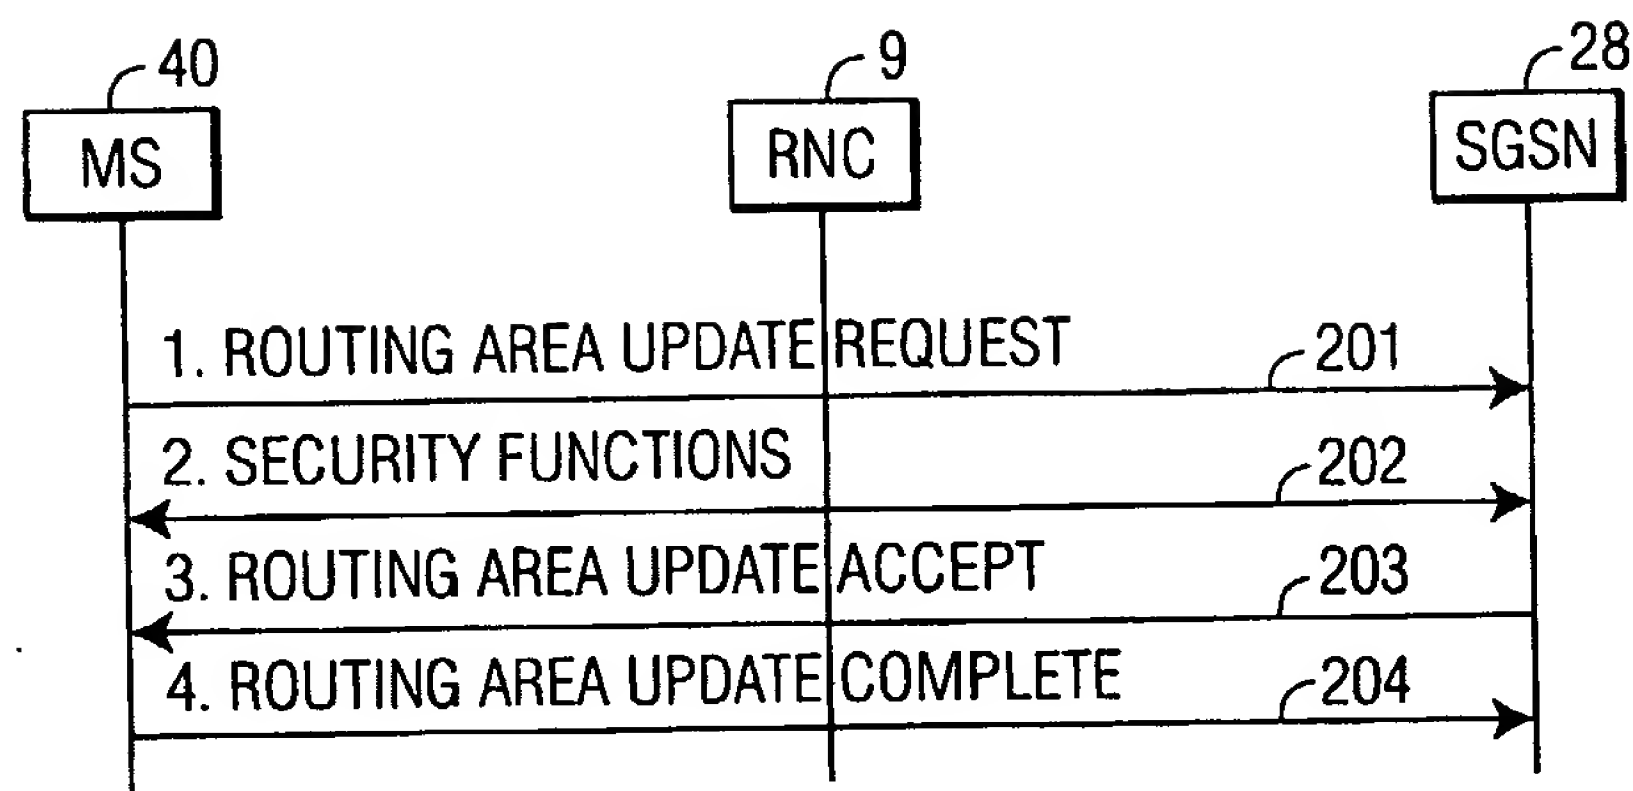 40
9
28
MS
RNC
SGSN
1. ROUTING AREA UPDATE REQUEST
201
2. SECURITY FUNCTIONS
202
3. ROUTING AREA UPDATE ACCEPT
203
4. ROUTING AREA UPDATE COMPLETE
204